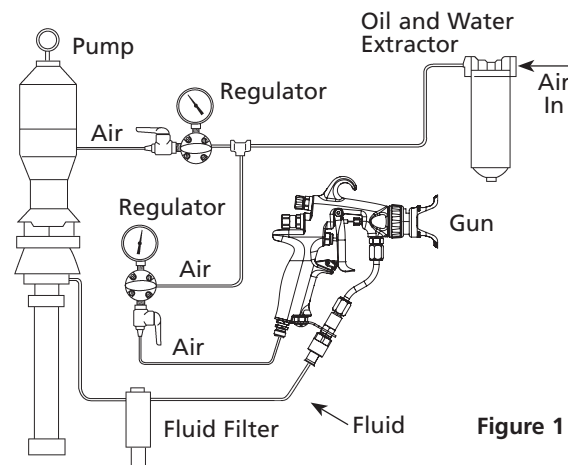 Pump
Oil and Water
Extractor
Air
In
Regulator
Air
Regulator
Gun
Air
Air
Fluid Filter
Fluid
Figure 1